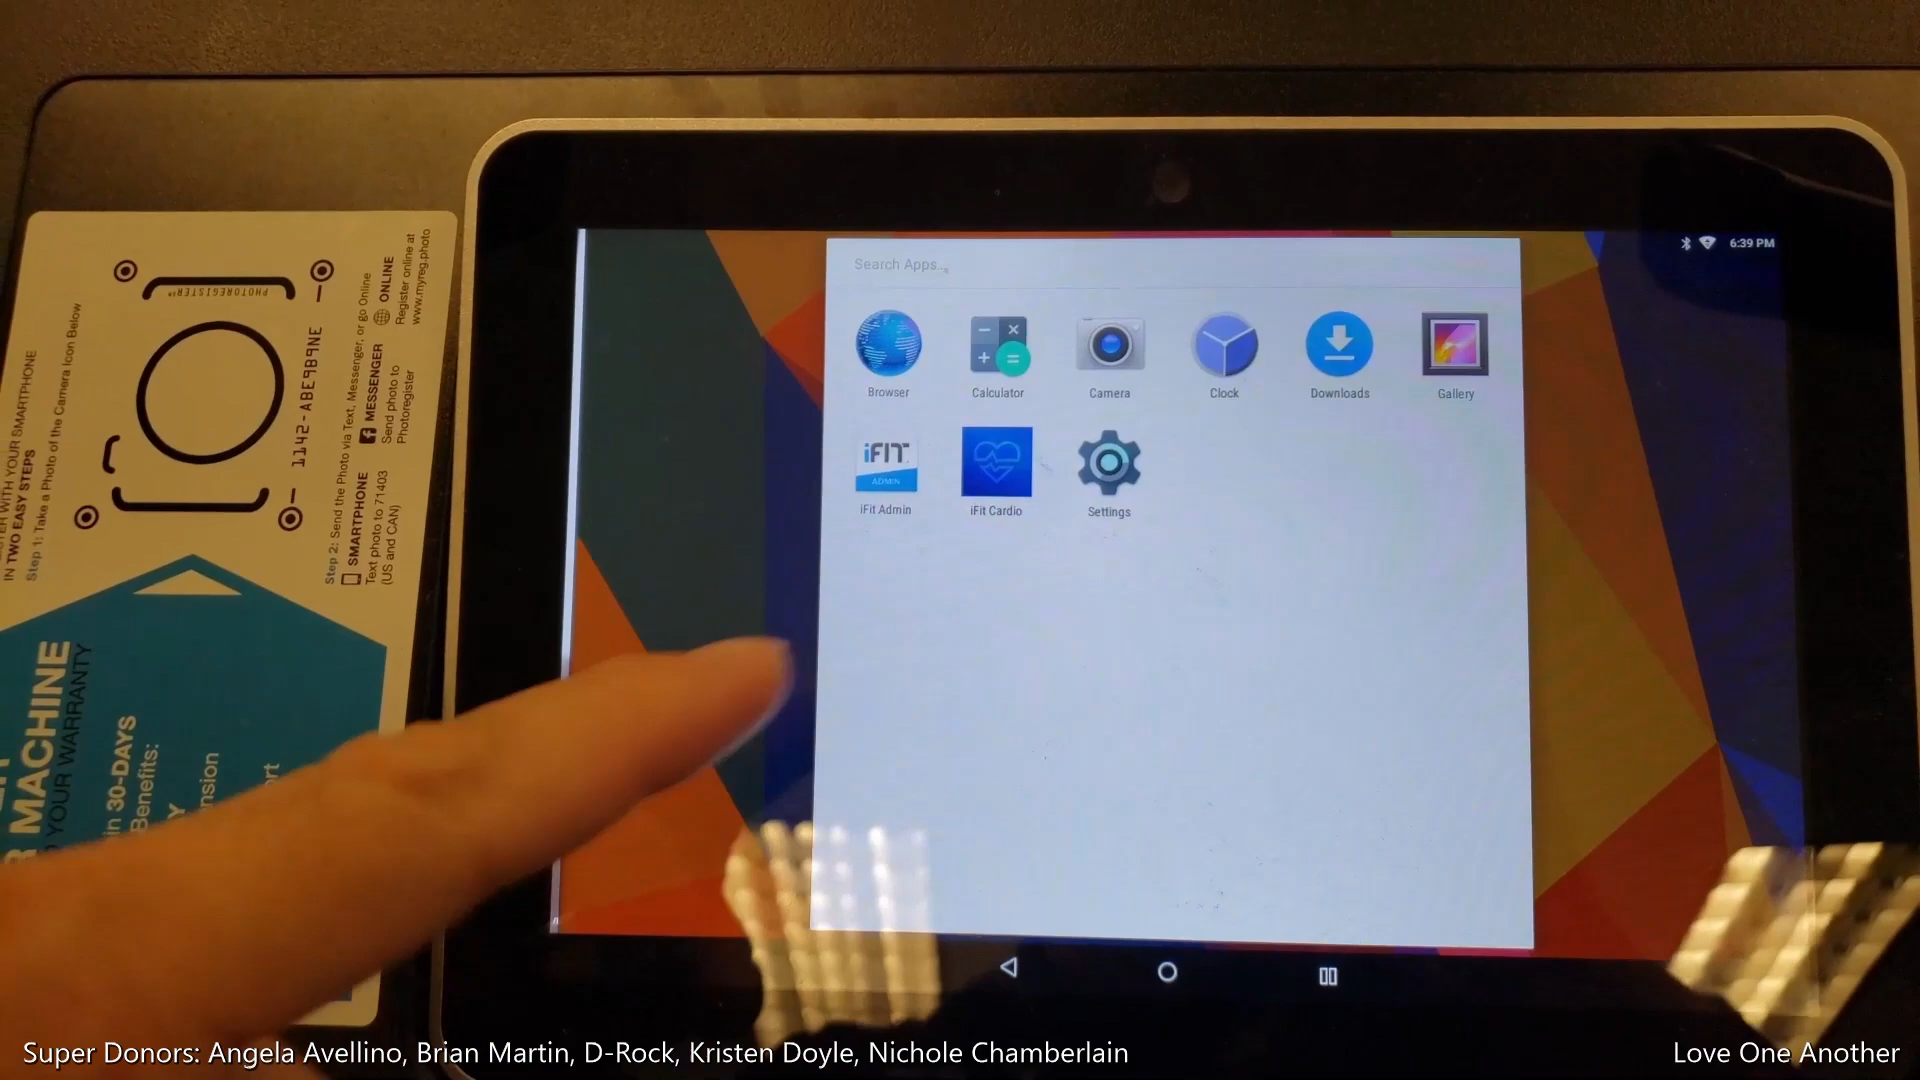 6:39 PM
Search Apps...
Browser
Calculator
Camera
Clock
Downloads
Gallery
iFIT
ADMIN
iFit Admin
iFit Cardio
Settings
WITH YOUR SMARTPHONE
IN TWO EASY STEPS
Step 1: Take a Photo of the Camera Icon Below
PHOTOREGISTER
1142-ABE9B9NE
Step 2: Send the Photo via Text, Messenger, or go Online
SMARTPHONE
Text photo to 71403
(US and CAN)
MESSENGER
Send photo to
Photoregister
ONLINE
Register online at
www.myreg.photo
MACHINE
YOUR WARRANTY
in 30-DAYS
Benefits:
Super Donors: Angela Avellino, Brian Martin, D-Rock, Kristen Doyle, Nichole Chamberlain
Love One Another